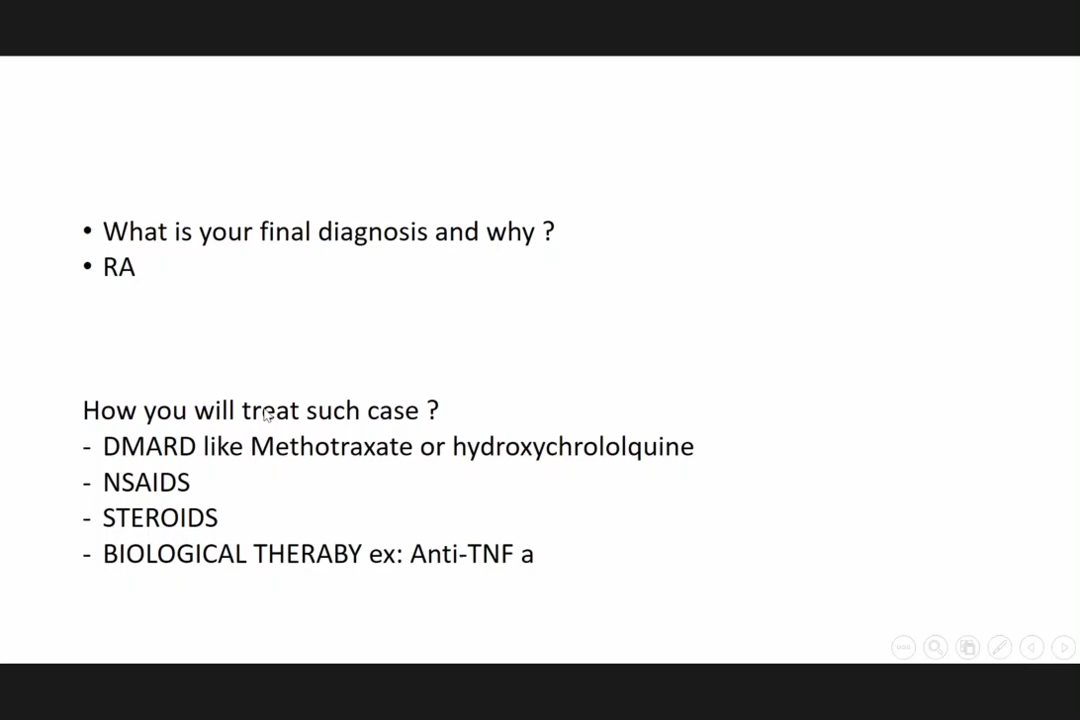 • What is your final diagnosis and why ?
• RA
How you will treat such case ?
- DMARD like Methotraxate or hydroxychrololquine
- NSAIDS
- STEROIDS
- BIOLOGICAL THERABY ex: Anti-TNF a